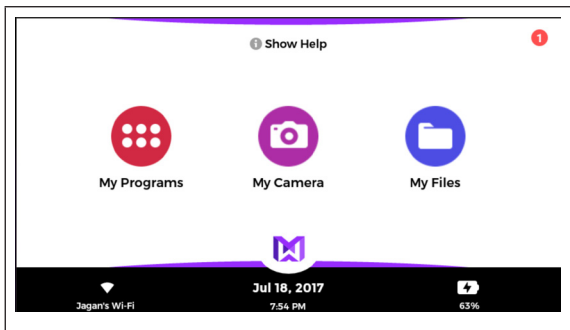 Show Help
1
My Programs
My Camera
My Files
Jul 18, 2017
Jagan's Wi-Fi
7:54 PM
63%